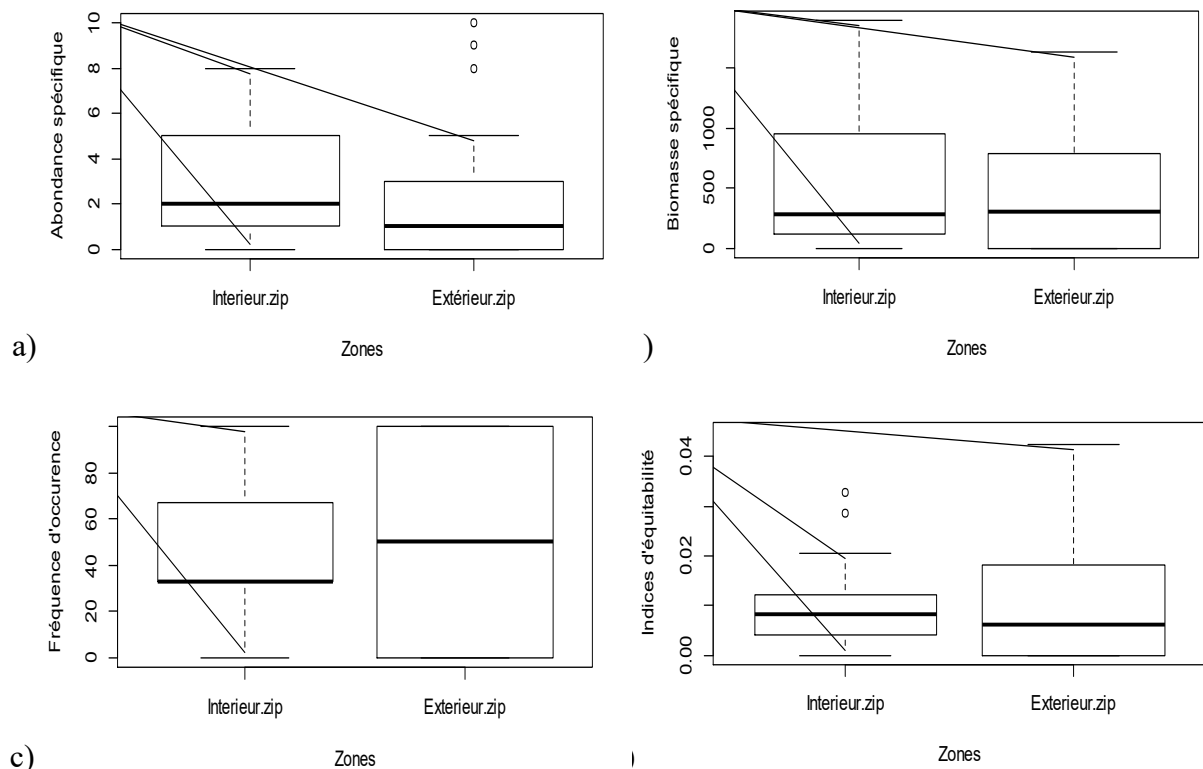 Abondance spécifique
10
8
6
4
2
0
Interieur.zip Extérieur.zip
a) Zones
Biomasse spécifique
1000
500
0
Interieur.zip Exterieur.zip
) Zones
Fréquence d'occurence
80
60
40
20
0
Interieur.zip Exterieur.zip
c) Zones
Indices d'équitabilité
0.04
0.02
0.00
Interieur.zip Exterieur.zip
) Zones